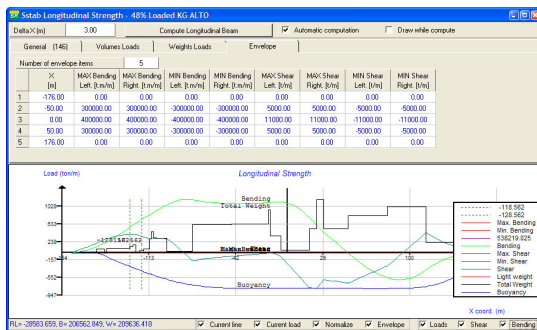 Sstab Longitudinal Strength - 48% Loaded KG ALTO
Delta X (m) 3.00 Compute Longitudinal Beam Automatic computation Draw while compute
General (146) Volumes Loads Weights Loads Envelope
Number of envelope items 5
X [m] MAX Bending Left. [t.m/m] MAX Bending Right. [t.m/m] MIN Bending Left. [t.m/m] MIN Bending Right. [t.m/m] MAX Shear Left. [t/m] MAX Shear Right. [t/m] MIN Shear Left. [t/m] MIN Shear Right. [t/m]
1 -176.00 0.00 0.00 0.00 0.00 0.00 0.00 0.00 0.00
2 -50.00 300000.00 300000.00 -300000.00 -300000.00 5000.00 5000.00 -5000.00 -5000.00
3 0.00 400000.00 400000.00 -400000.00 -400000.00 11000.00 11000.00 -11000.00 -11000.00
4 50.00 300000.00 300000.00 -300000.00 -300000.00 5000.00 5000.00 -5000.00 -5000.00
5 176.00 0.00 0.00 0.00 0.00 0.00 0.00 0.00 0.00
Load (ton/m) Longitudinal Strength
Bending
Total Weight
1028
633
238
-157
-552
-947
-184 -113 -42 29 100
Buoyancy
-118.562
-128.562
Max. Bending
Min. Bending
538219.825
Bending
Max. Shear
Min. Shear
Shear
Light weight
Total Weight
Buoyancy
X coord. (m)
RL= -28583.659, B= 206562.849, W= 209636.418 Current line Current load Normalize Envelope Loads Shear Bending